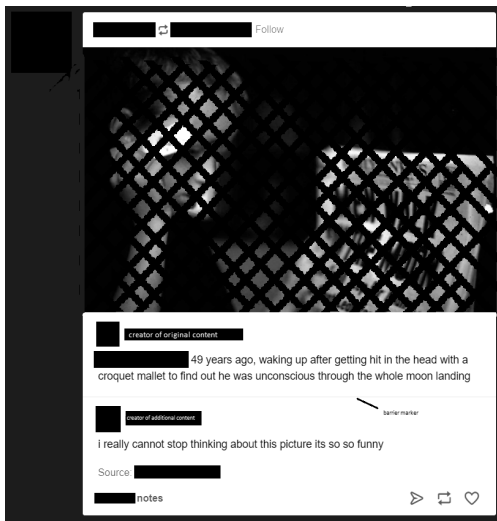 Follow
creator of original content
49 years ago, waking up after getting hit in the head with a
croquet mallet to find out he was unconscious through the whole moon landing
barrier marker
creator of additional content
i really cannot stop thinking about this picture its so so funny
Source:
notes